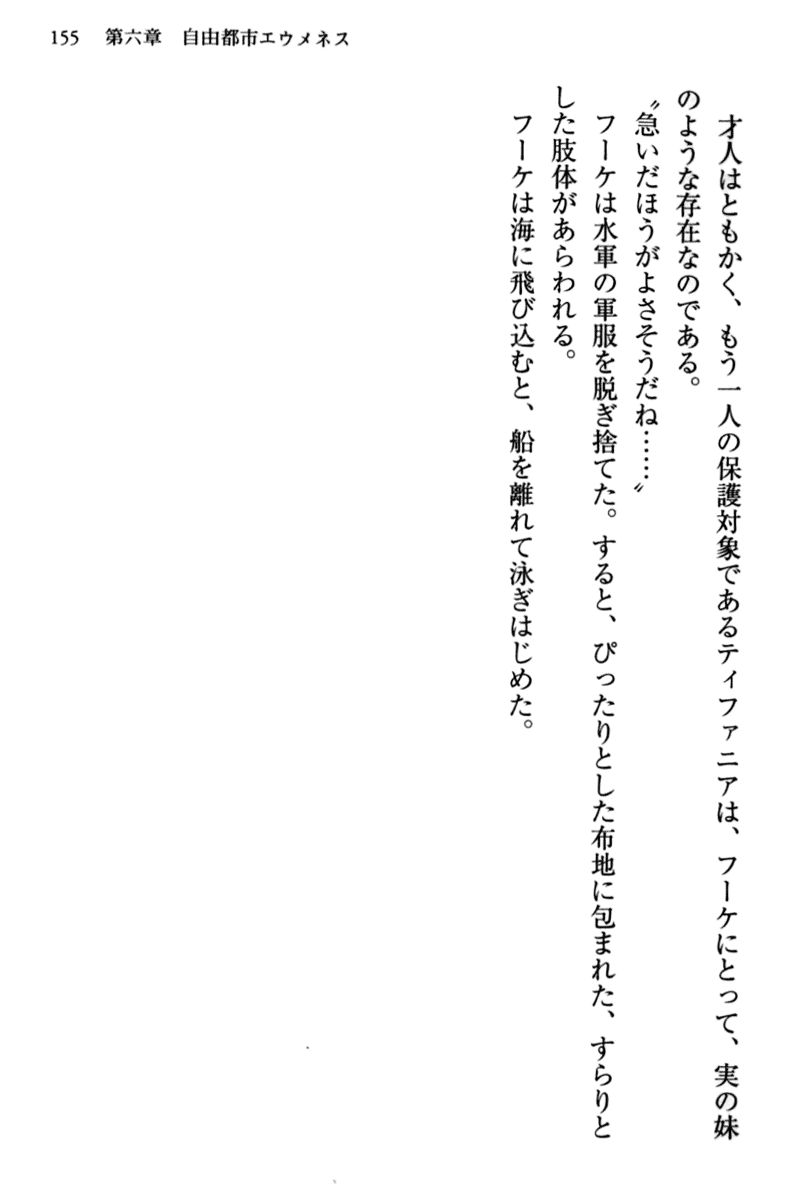 155　第六章　自由都市エウメネス
　才人はともかく、もう一人の保護対象であるティファニアは、フーケにとって、実の妹
のような存在なのである。
〝急いだほうがよさそうだね……〟
　フーケは水軍の軍服を脱ぎ捨てた。すると、ぴったりとした布地に包まれた、すらりと
した肢体があらわれる。
　フーケは海に飛び込むと、船を離れて泳ぎはじめた。